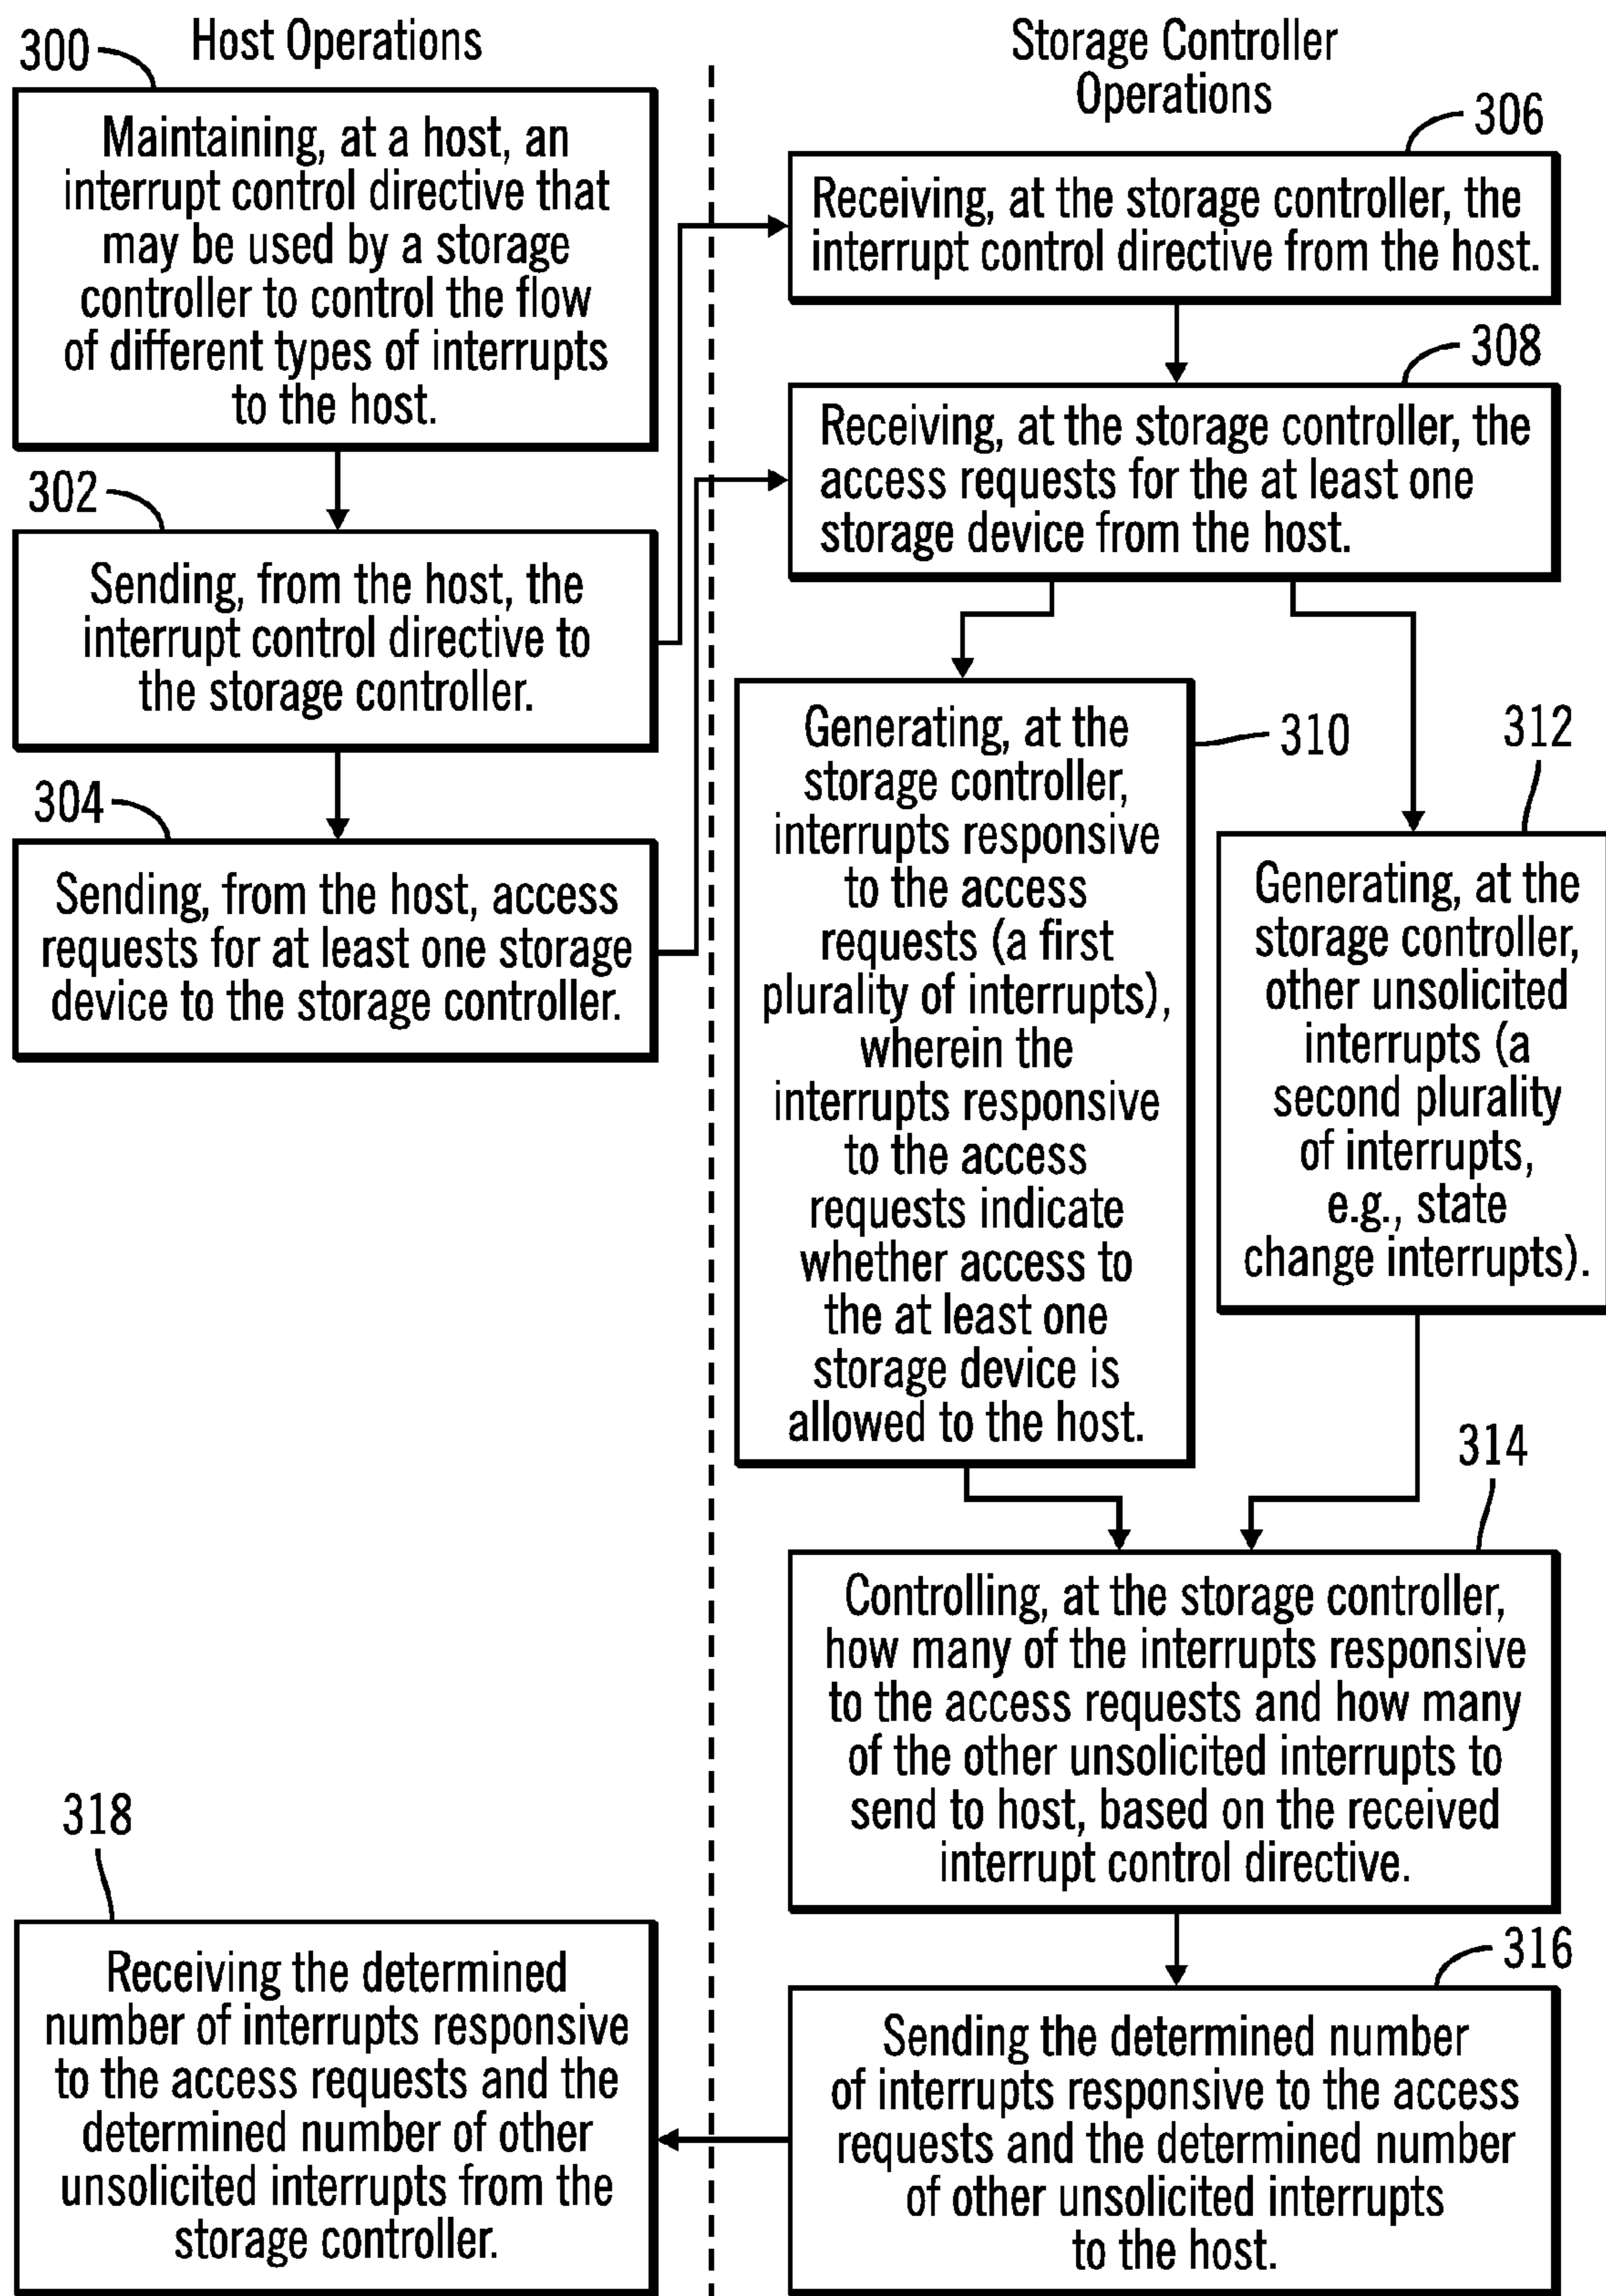 Host Operations
300
Maintaining, at a host, an
interrupt control directive that
may be used by a storage
controller to control the flow
of different types of interrupts
to the host.
302
Sending, from the host, the
interrupt control directive to
the storage controller.
304
Sending, from the host, access
requests for at least one storage
device to the storage controller.
Storage Controller
Operations
306
Receiving, at the storage controller, the
interrupt control directive from the host.
308
Receiving, at the storage controller, the
access requests for the at least one
storage device from the host.
310
Generating, at the
storage controller,
interrupts responsive
to the access
requests (a first
plurality of interrupts),
wherein the
interrupts responsive
to the access
requests indicate
whether access to
the at least one
storage device is
allowed to the host.
312
Generating, at the
storage controller,
other unsolicited
interrupts (a
second plurality
of interrupts,
e.g., state
change interrupts).
314
Controlling, at the storage controller,
how many of the interrupts responsive
to the access requests and how many
of the other unsolicited interrupts to
send to host, based on the received
interrupt control directive.
316
Sending the determined number
of interrupts responsive to the access
requests and the determined number
of other unsolicited interrupts
to the host.
318
Receiving the determined
number of interrupts responsive
to the access requests and the
determined number of other
unsolicited interrupts from the
storage controller.